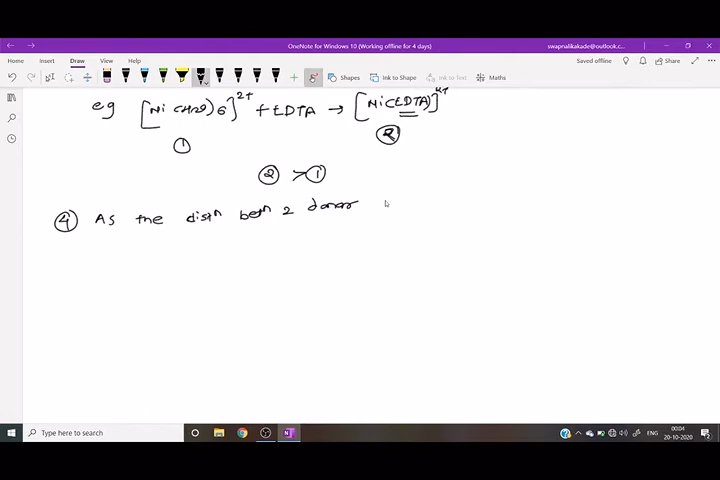 OneNote for Windows 10 (Working offline for 4 days)
swapnalikakade@outlook.c...
Home Insert Draw View Help
Saved offline Share
Shapes Ink to Shape Ink to Text Maths
eg [Ni (H20)6]2+ + EDTA → [Ni(EDTA)]
① ②
② > ①
④ As the distn betn 2 donor
Type here to search
ENG 00:04 20-10-2020 2